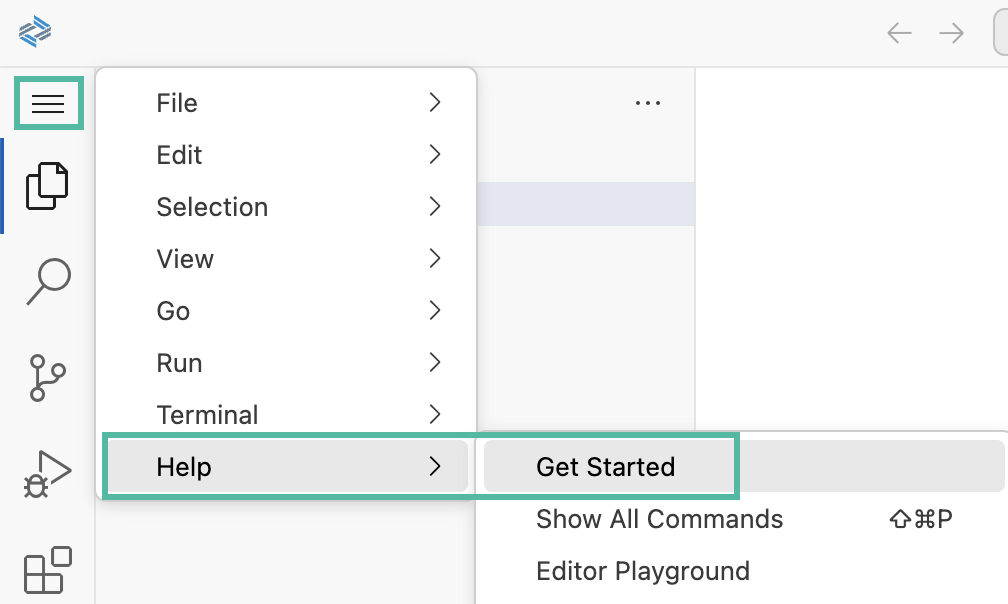 File
Edit
Selection
View
Go
Run
Terminal
Help
Get Started
Show All Commands ⇧⌘P
Editor Playground